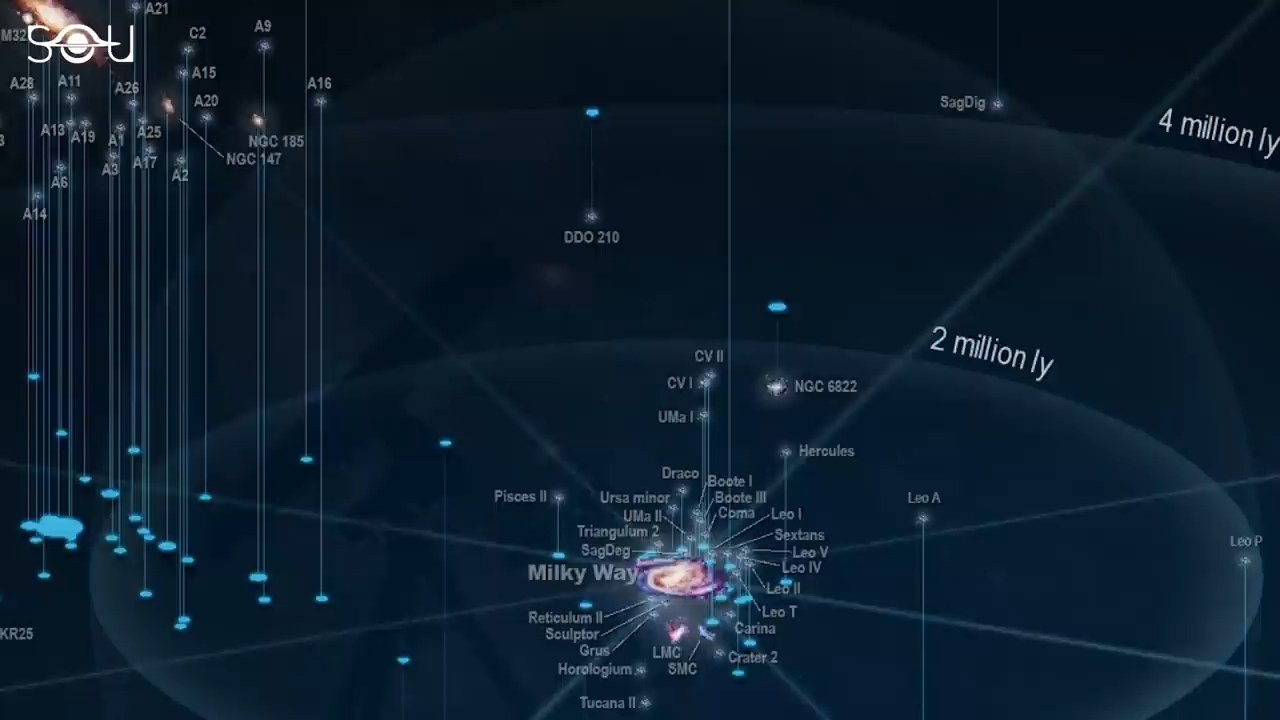 A21
M32
SOU
C2
A9
A28
A11
A26
A15
A16
A20
SagDig
4 million ly
A13
A19
A1
A25
NGC 185
NGC 147
A3
A17
A2
A6
A14
DDO 210
2 million ly
CV II
CV I
NGC 6822
UMa I
Hercules
Draco
Boote I
Pisces II
Ursa minor
Boote III
Leo A
UMa II
Coma
Leo I
Triangulum 2
Sextans
Leo P
SagDeg
Leo V
Milky Way
Leo IV
Leo II
Reticulum II
Leo T
Sculptor
Carina
KR25
Grus
LMC
SMC
Crater 2
Horologium
Tucana II